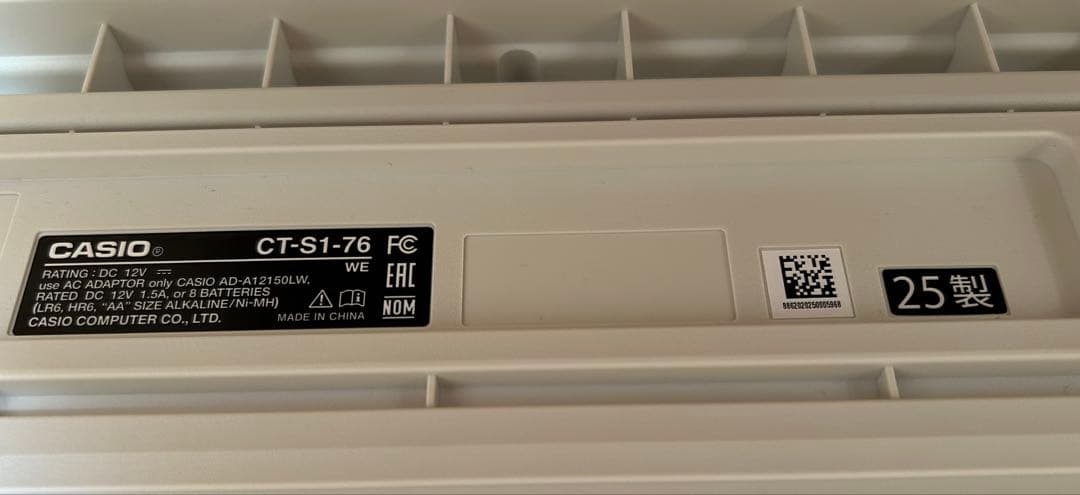 CASIO®
CT-S1-76
WE
RATING : DC 12V ⎓
use AC ADAPTOR only CASIO AD-A12150LW,
RATED DC 12V 1.5A, or 8 BATTERIES
(LR6, HR6, "AA" SIZE ALKALINE/Ni-MH)
CASIO COMPUTER CO., LTD.
MADE IN CHINA
FC
EAC
NOM
25製